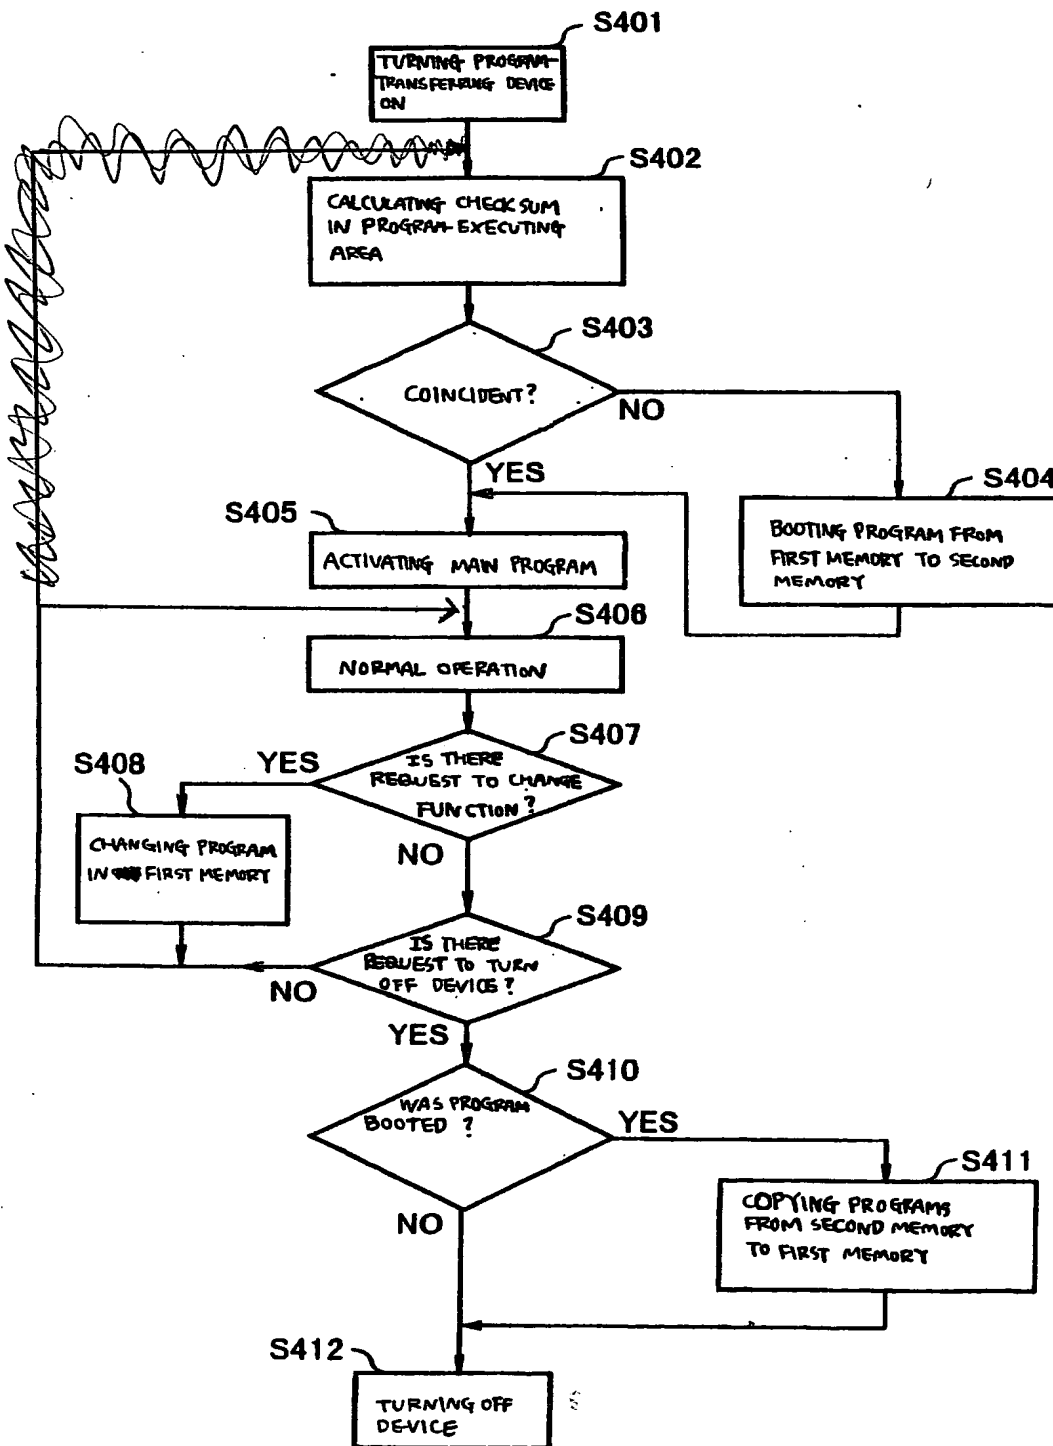 S401
TURNING PROGRAM-
TRANSFERRING DEVICE
ON
S402
CALCULATING CHECKSUM
IN PROGRAM-EXECUTING
AREA
S403
COINCIDENT?
NO
YES
S404
BOOTING PROGRAM FROM
FIRST MEMORY TO SECOND
MEMORY
S405
ACTIVATING MAIN PROGRAM
S406
NORMAL OPERATION
S407
IS THERE
REQUEST TO CHANGE
FUNCTION?
YES
NO
S408
CHANGING PROGRAM
IN FIRST MEMORY
S409
IS THERE
REQUEST TO TURN
OFF DEVICE?
NO
YES
S410
WAS PROGRAM
BOOTED ?
YES
NO
S411
COPYING PROGRAMS
FROM SECOND MEMORY
TO FIRST MEMORY
S412
TURNING OFF
DEVICE